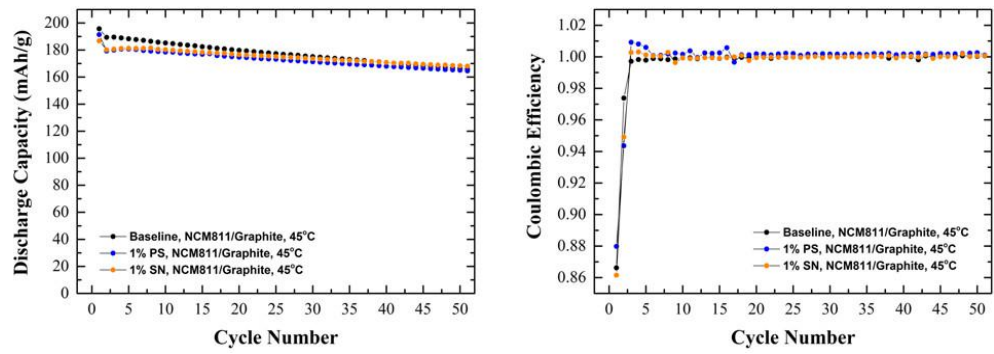 Discharge Capacity (mAh/g)
200
180
160
140
120
100
80
60
40
20
0
Baseline, NCM811/Graphite, 45°C
1% PS, NCM811/Graphite, 45°C
1% SN, NCM811/Graphite, 45°C
0 5 10 15 20 25 30 35 40 45 50
Cycle Number
Coulombic Efficiency
1.02
1.00
0.98
0.96
0.94
0.92
0.90
0.88
0.86
Baseline, NCM811/Graphite, 45°C
1% PS, NCM811/Graphite, 45°C
1% SN, NCM811/Graphite, 45°C
0 5 10 15 20 25 30 35 40 45 50
Cycle Number